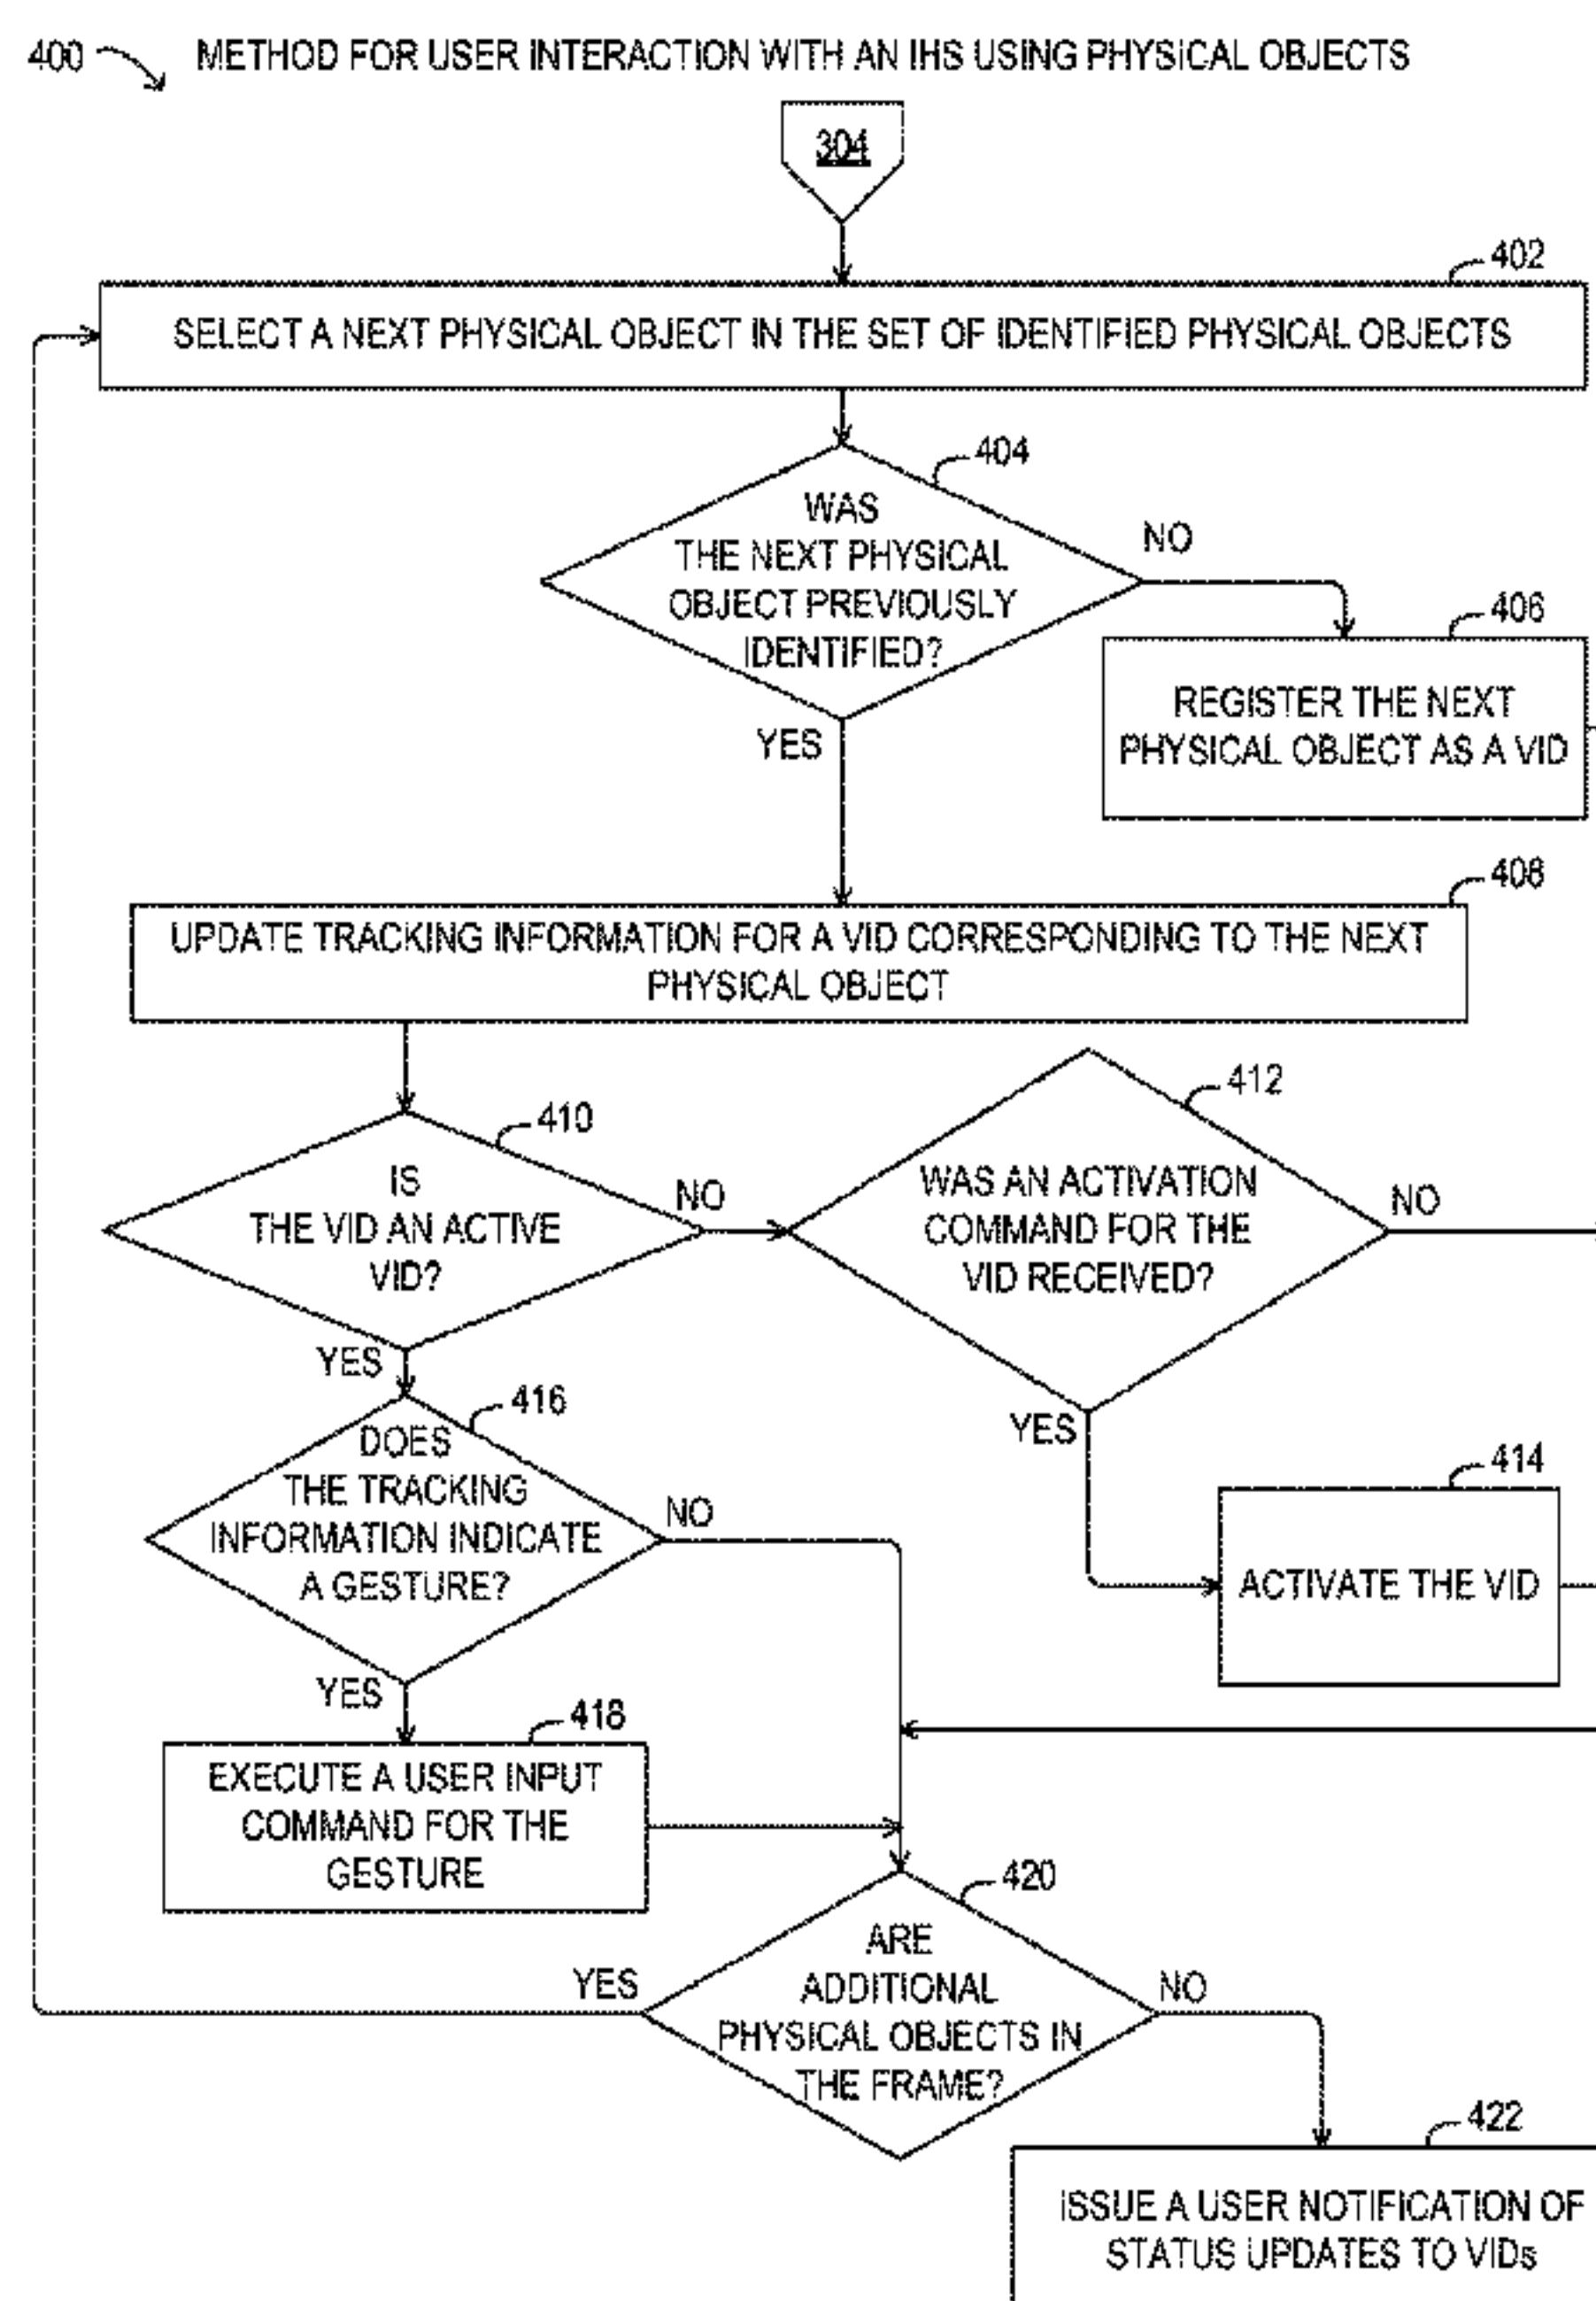 400 METHOD FOR USER INTERACTION WITH AN IHS USING PHYSICAL OBJECTS
304
402
SELECT A NEXT PHYSICAL OBJECT IN THE SET OF IDENTIFIED PHYSICAL OBJECTS
404
WAS
THE NEXT PHYSICAL
OBJECT PREVIOUSLY
IDENTIFIED?
NO
YES
406
REGISTER THE NEXT
PHYSICAL OBJECT AS A VID
408
UPDATE TRACKING INFORMATION FOR A VID CORRESPONDING TO THE NEXT
PHYSICAL OBJECT
410
IS
THE VID AN ACTIVE
VID?
NO
YES
412
WAS AN ACTIVATION
COMMAND FOR THE
VID RECEIVED?
NO
YES
414
ACTIVATE THE VID
416
DOES
THE TRACKING
INFORMATION INDICATE
A GESTURE?
NO
YES
418
EXECUTE A USER INPUT
COMMAND FOR THE
GESTURE
420
ARE
ADDITIONAL
PHYSICAL OBJECTS IN
THE FRAME?
YES
NO
422
ISSUE A USER NOTIFICATION OF
STATUS UPDATES TO VIDs